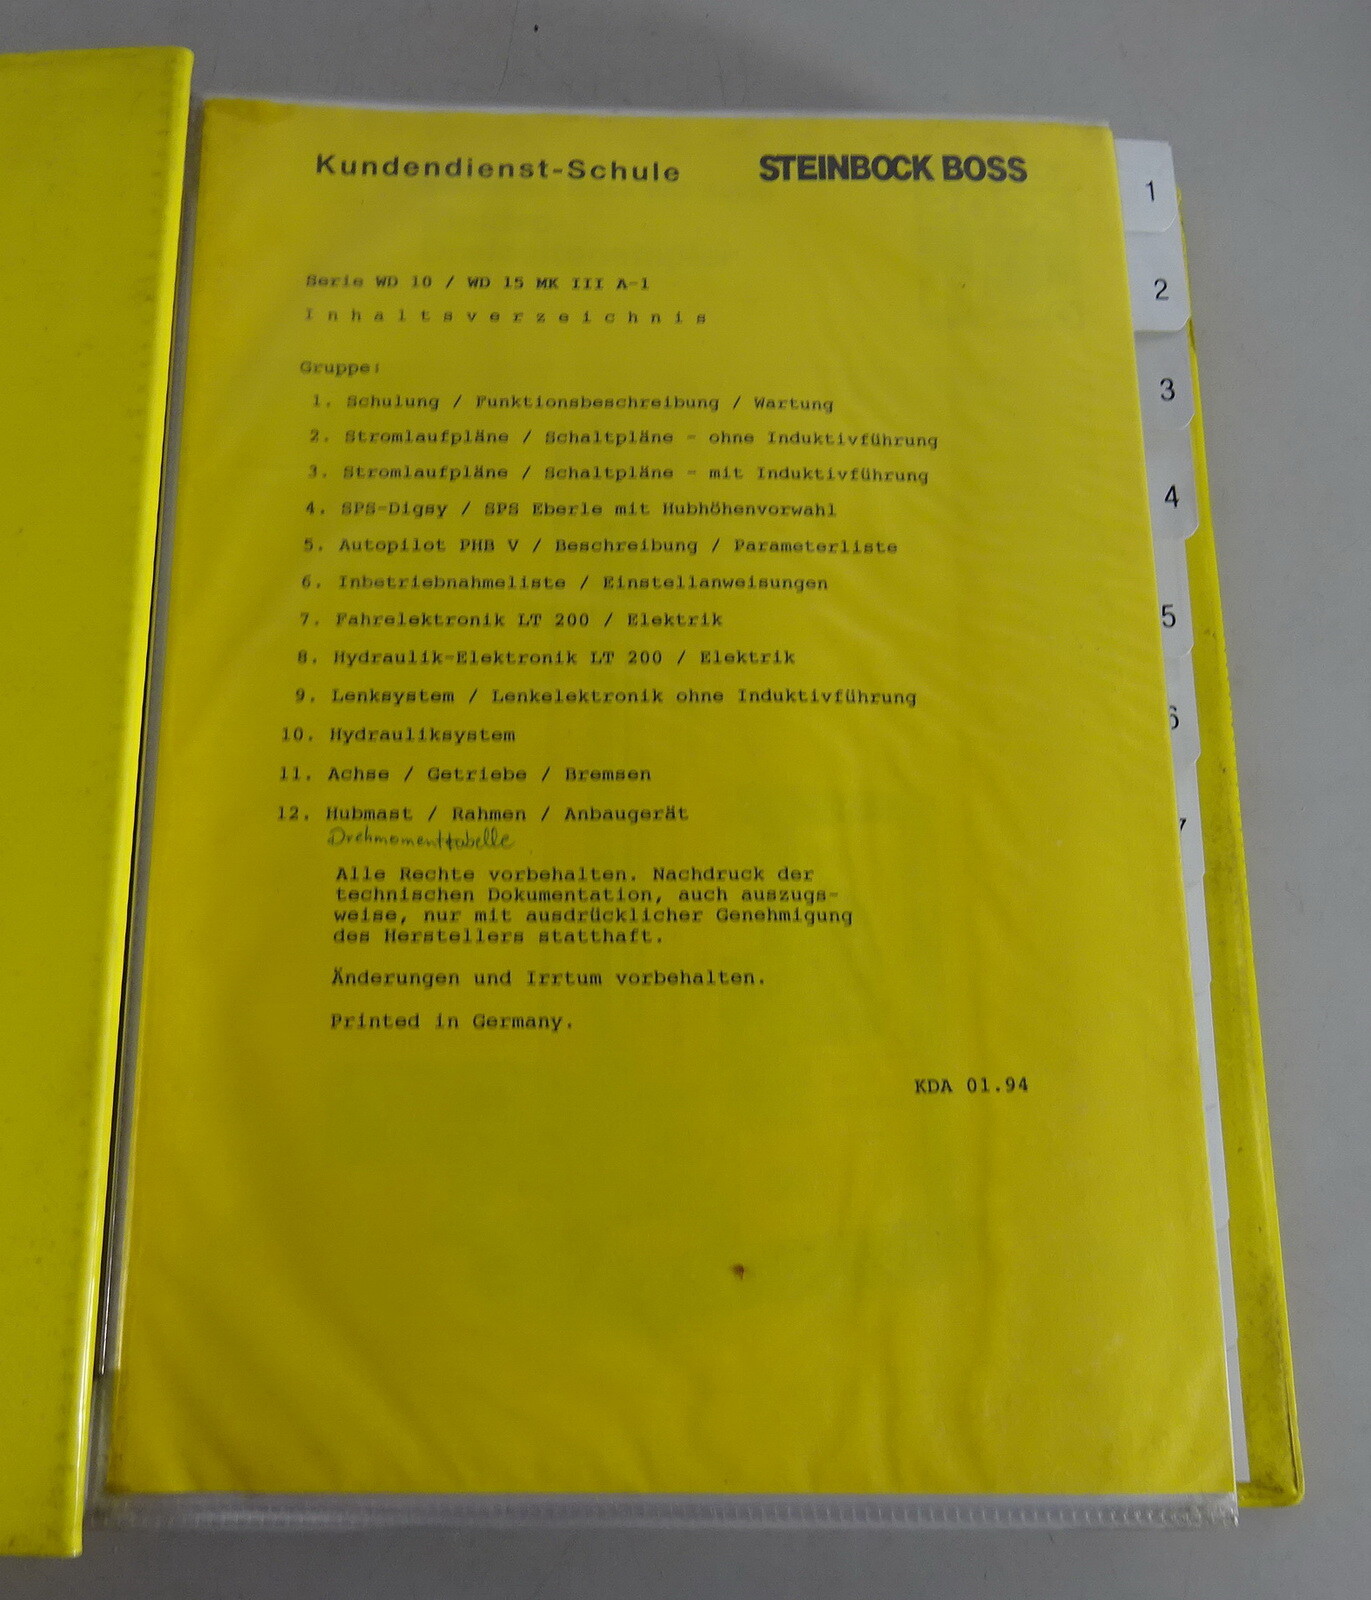 Kundendienst-Schule STEINBOCK BOSS
Serie WD 10 / WD 15 MK III A-1
Inhaltsverzeichnis
Gruppe:
1. Schulung / Funktionsbeschreibung / Wartung
2. Stromlaufpläne / Schaltpläne - ohne Induktivführung
3. Stromlaufpläne / Schaltpläne - mit Induktivführung
4. SPS-Digsy / SPS Eberle mit Hubhöhenvorwahl
5. Autopilot PHB V / Beschreibung / Parameterliste
6. Inbetriebnahmeliste / Einstellanweisungen
7. Fahrelektronik LT 200 / Elektrik
8. Hydraulik-Elektronik LT 200 / Elektrik
9. Lenksystem / Lenkelektronik ohne Induktivführung
10. Hydrauliksystem
11. Achse / Getriebe / Bremsen
12. Hubmast / Rahmen / Anbaugerät
Drehmomenttabelle
Alle Rechte vorbehalten. Nachdruck der
technischen Dokumentation, auch auszugs-
weise, nur mit ausdrücklicher Genehmigung
des Herstellers statthaft.
Änderungen und Irrtum vorbehalten.
Printed in Germany.
KDA 01.94
1
2
3
4
5
6
7